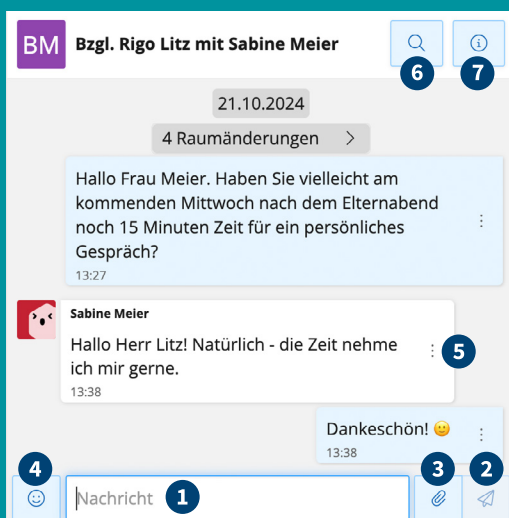 BM Bzgl. Rigo Litz mit Sabine Meier
6 7
21.10.2024
4 Raumänderungen
Hallo Frau Meier. Haben Sie vielleicht am
kommenden Mittwoch nach dem Elternabend
noch 15 Minuten Zeit für ein persönliches
Gespräch?
13:27
Sabine Meier
Hallo Herr Litz! Natürlich - die Zeit nehme
ich mir gerne.
5
13:38
Dankeschön! 🙂
13:38
4 3 2
Nachricht 1